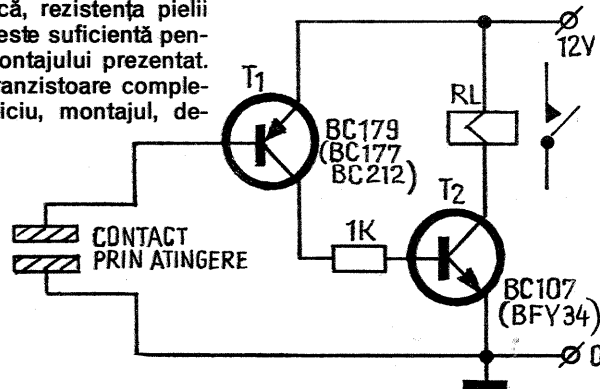 că, rezistența pielii
este suficientă pen-
ontajului prezentat.
ranzistoare comple-
iciu, montajul, de-
T1
12V
RL
BC179
(BC177
BC212)
T2
1K
CONTACT
PRIN ATINGERE
BC107
(BFY34)
0